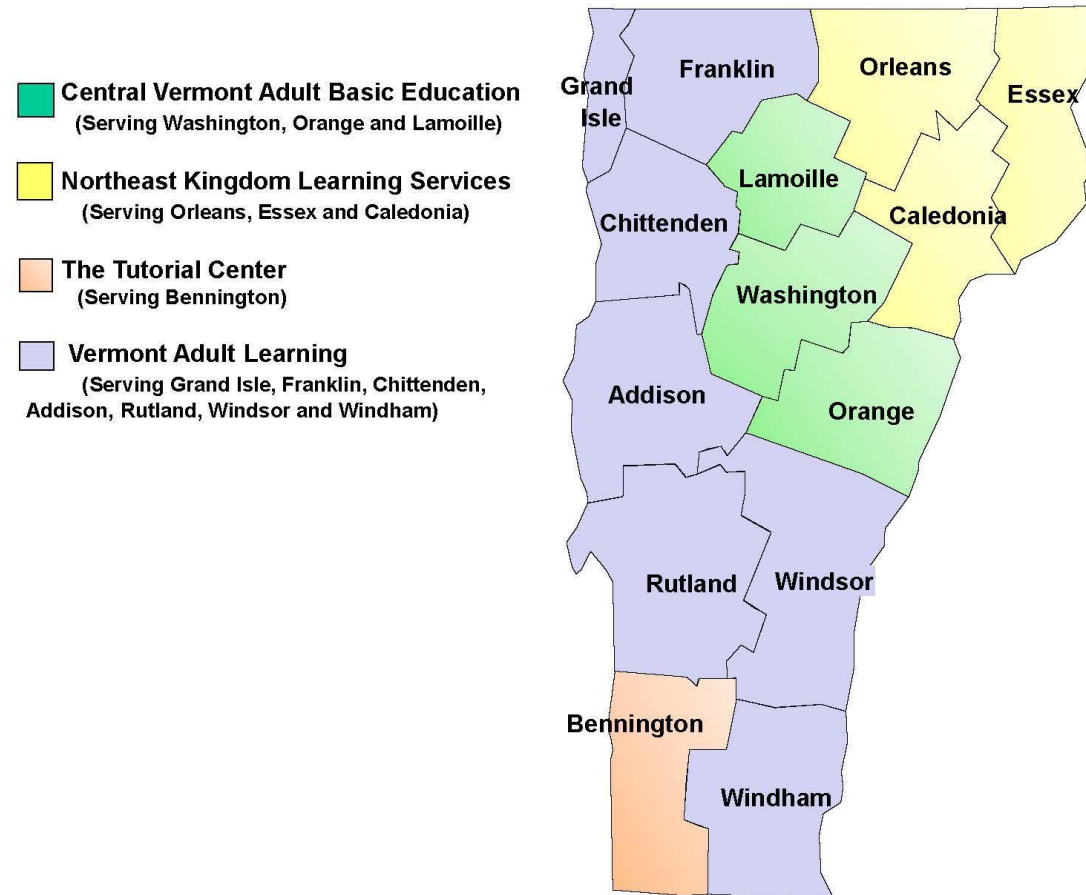 Central Vermont Adult Basic Education
(Serving Washington, Orange and Lamoille)
Northeast Kingdom Learning Services
(Serving Orleans, Essex and Caledonia)
The Tutorial Center
(Serving Bennington)
Vermont Adult Learning
(Serving Grand Isle, Franklin, Chittenden,
Addison, Rutland, Windsor and Windham)
Grand
Isle
Franklin
Orleans
Essex
Lamoille
Chittenden
Caledonia
Washington
Addison
Orange
Rutland
Windsor
Bennington
Windham